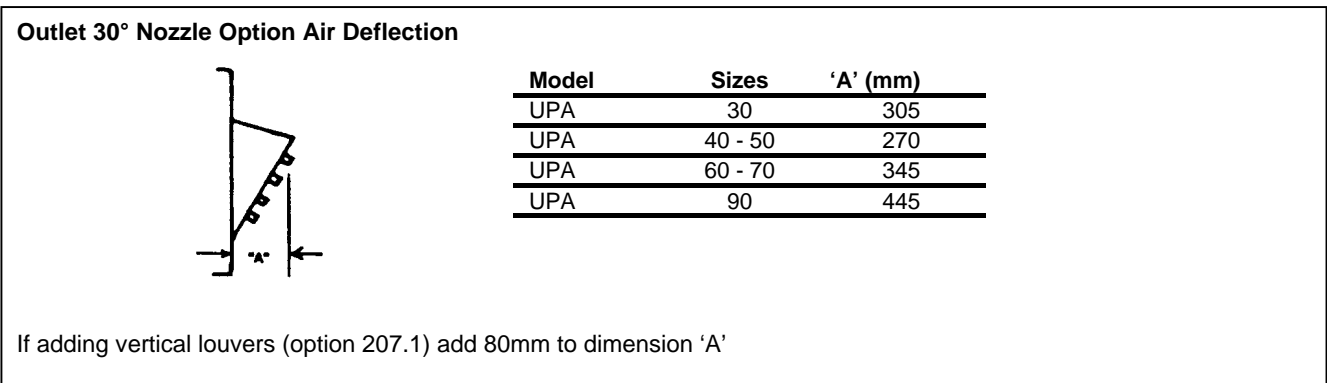 Outlet 30° Nozzle Option Air Deflection
Model Sizes ‘A’ (mm)
UPA 30 305
UPA 40 - 50 270
UPA 60 - 70 345
UPA 90 445
"A"
If adding vertical louvers (option 207.1) add 80mm to dimension ‘A’